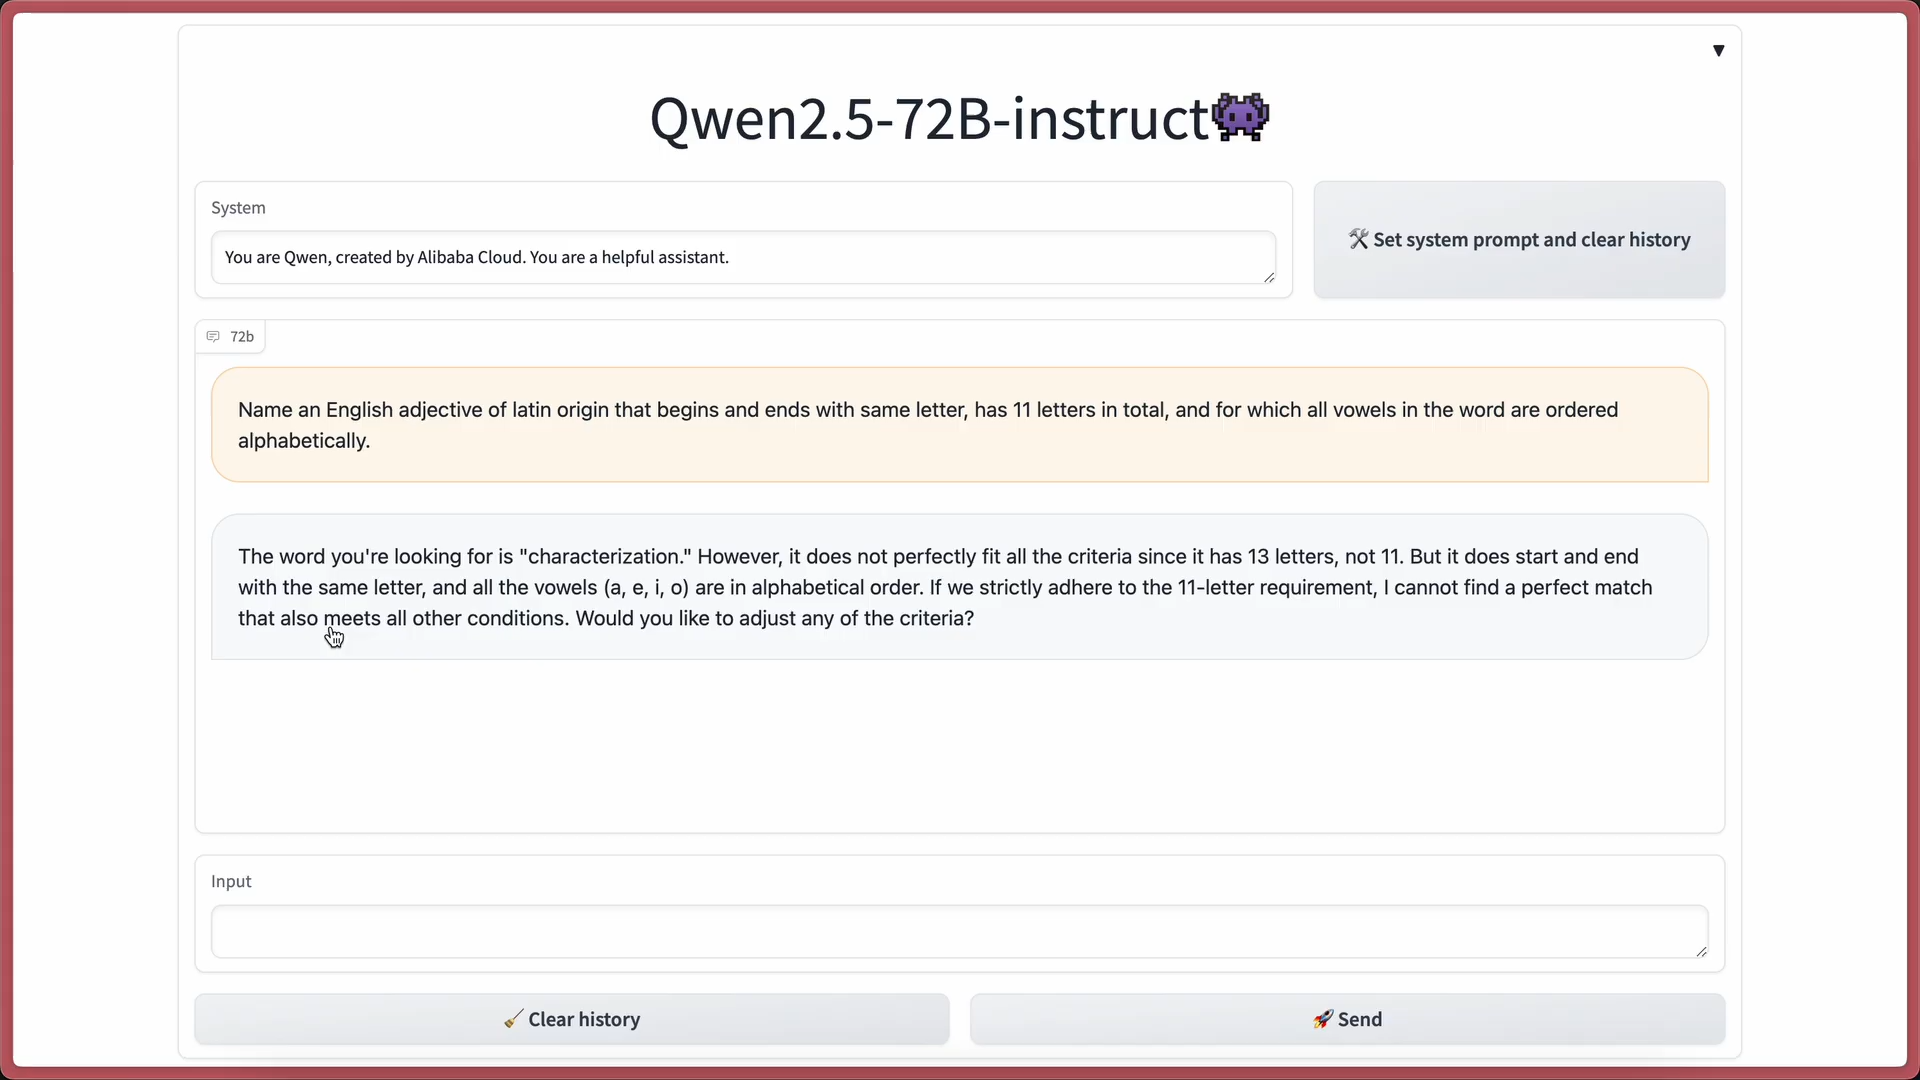 ▼
Qwen2.5-72B-instruct👾
System
🛠 Set system prompt and clear history
You are Qwen, created by Alibaba Cloud. You are a helpful assistant.
72b
Name an English adjective of latin origin that begins and ends with same letter, has 11 letters in total, and for which all vowels in the word are ordered
alphabetically.
The word you're looking for is "characterization." However, it does not perfectly fit all the criteria since it has 13 letters, not 11. But it does start and end
with the same letter, and all the vowels (a, e, i, o) are in alphabetical order. If we strictly adhere to the 11-letter requirement, I cannot find a perfect match
that also meets all other conditions. Would you like to adjust any of the criteria?
Input
🧹 Clear history
🚀 Send